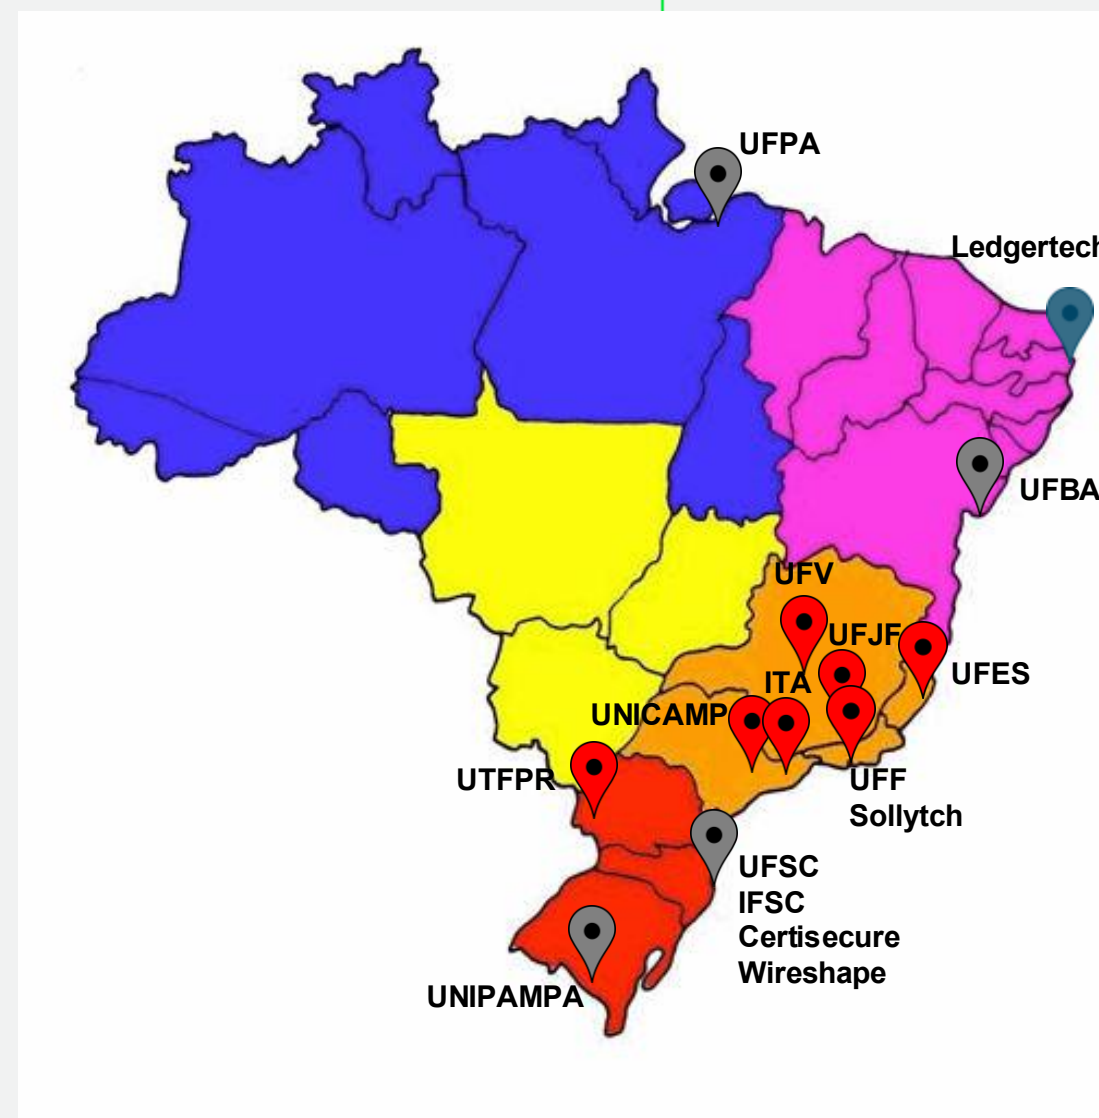 UFPA
Ledgertech
UFBA
UFV
UFJF
UFES
ITA
UNICAMP
UTFPR
UFF
Sollytch
UFSC
IFSC
Certisecure
Wireshape
UNIPAMPA